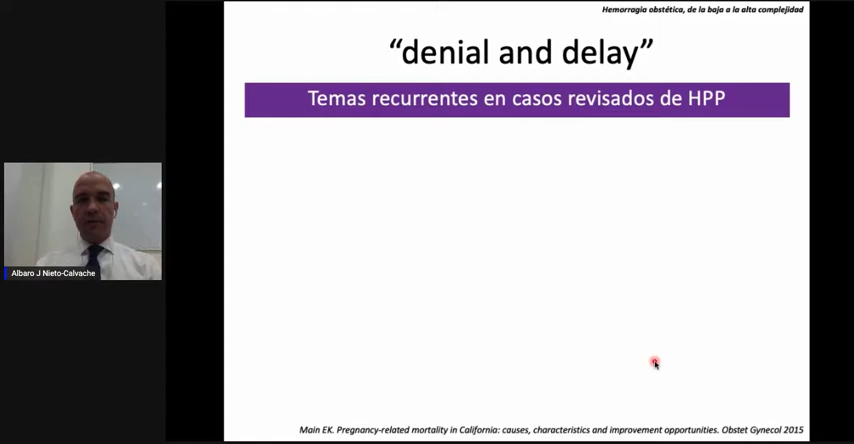 Hemorragia obstética, de la baja a la alta complejidad
“denial and delay”
Temas recurrentes en casos revisados de HPP
Albaro J Nieto-Calvache
Main EK. Pregnancy-related mortality in California: causes, characteristics and improvement opportunities. Obstet Gynecol 2015